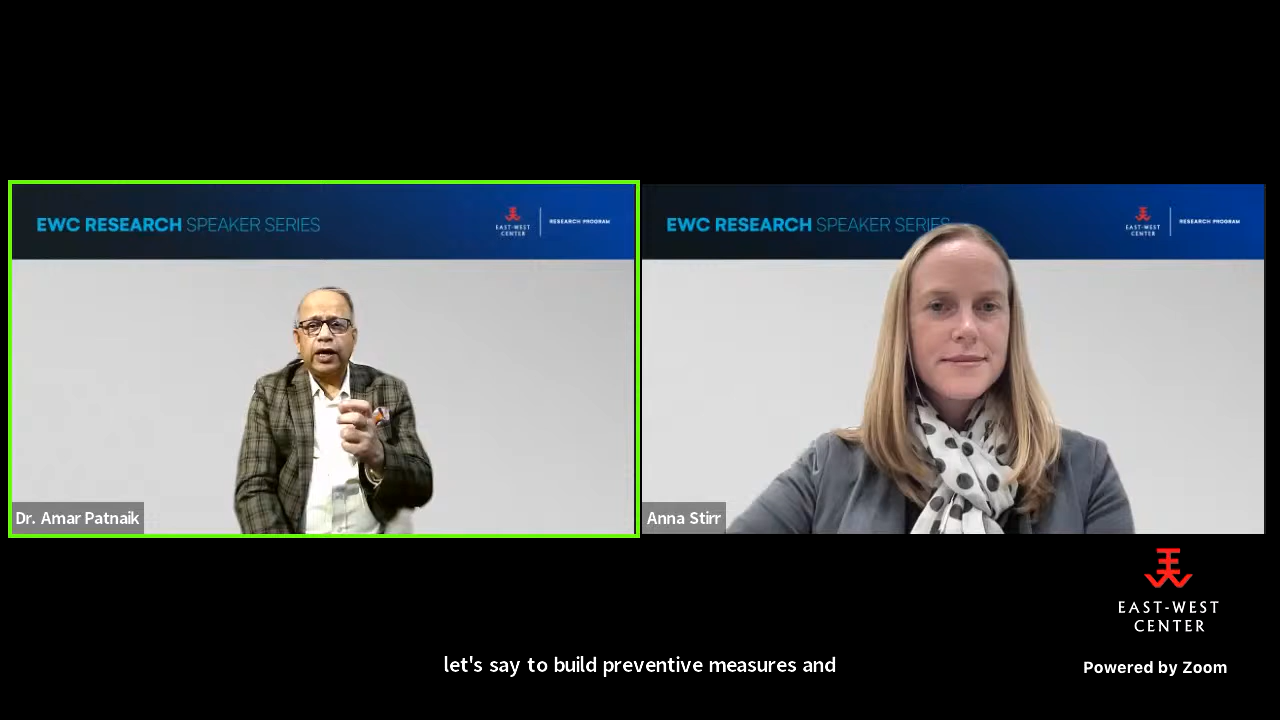 EWC RESEARCH SPEAKER SERIES
EAST-WEST
CENTER
RESEARCH PROGRAM
Dr. Amar Patnaik
EWC RESEARCH SPEAKER SERIES
EAST-WEST
CENTER
RESEARCH PROGRAM
Anna Stirr
EAST-WEST
CENTER
let's say to build preventive measures and
Powered by Zoom